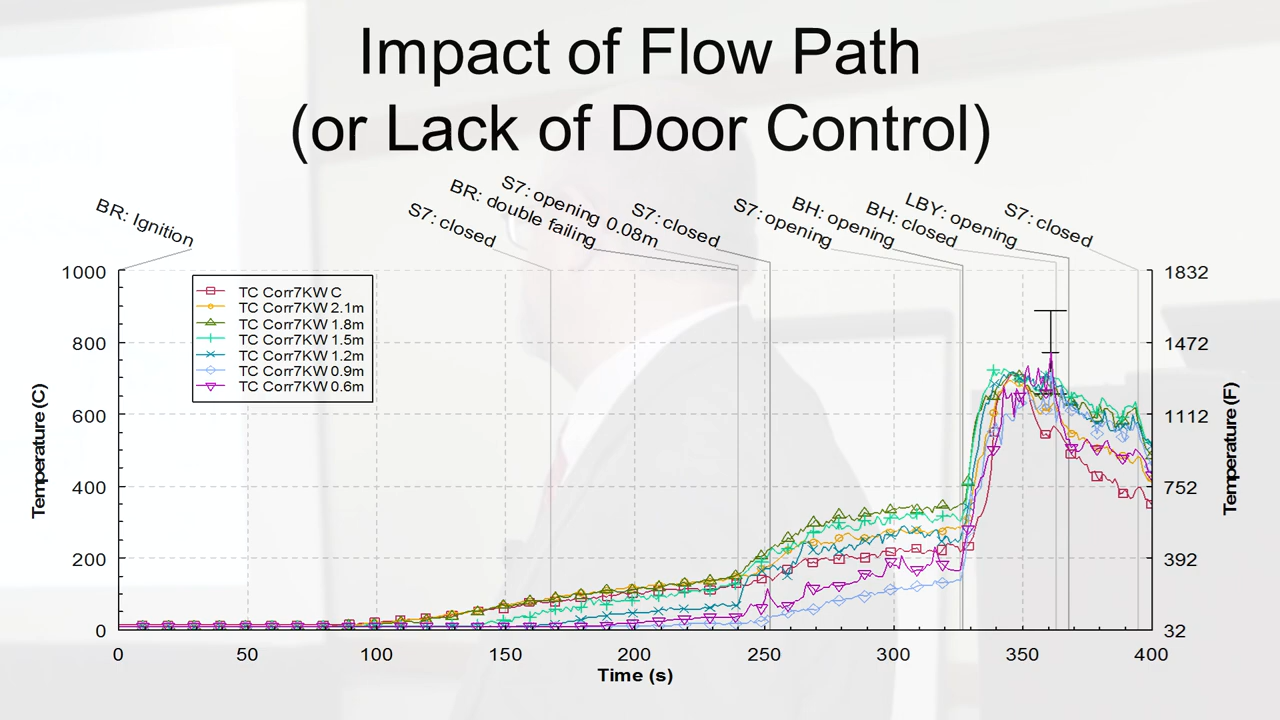 Impact of Flow Path
(or Lack of Door Control)
BR: Ignition
S7: closed
BR: double failing
S7: opening 0.08m
S7: closed
S7: opening
BH: opening
BH: closed
LBY: opening
S7: closed
TC Corr7KW C
TC Corr7KW 2.1m
TC Corr7KW 1.8m
TC Corr7KW 1.5m
TC Corr7KW 1.2m
TC Corr7KW 0.9m
TC Corr7KW 0.6m
Temperature (C)
1000
800
600
400
200
0
1832
1472
1112
752
392
32
Temperature (F)
0 50 100 150 200 250 300 350 400
Time (s)